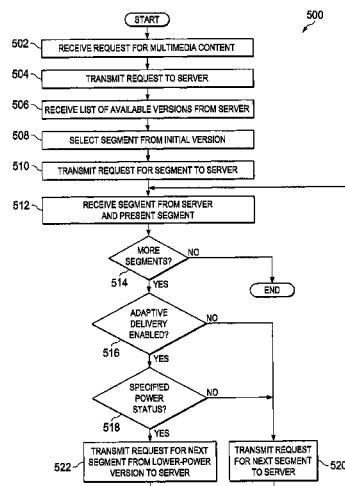 START
500
502
RECEIVE REQUEST FOR MULTIMEDIA CONTENT
504
TRANSMIT REQUEST TO SERVER
506
RECEIVE LIST OF AVAILABLE VERSIONS FROM SERVER
508
SELECT SEGMENT FROM INITIAL VERSION
510
TRANSMIT REQUEST FOR SEGMENT TO SERVER
512
RECEIVE SEGMENT FROM SERVER
AND PRESENT SEGMENT
MORE
SEGMENTS?
NO
514
YES
END
ADAPTIVE
DELIVERY
ENABLED?
NO
516
YES
SPECIFIED
POWER
STATUS?
NO
518
YES
522
TRANSMIT REQUEST FOR NEXT
SEGMENT FROM LOWER-POWER
VERSION TO SERVER
TRANSMIT REQUEST
FOR NEXT SEGMENT
TO SERVER
520